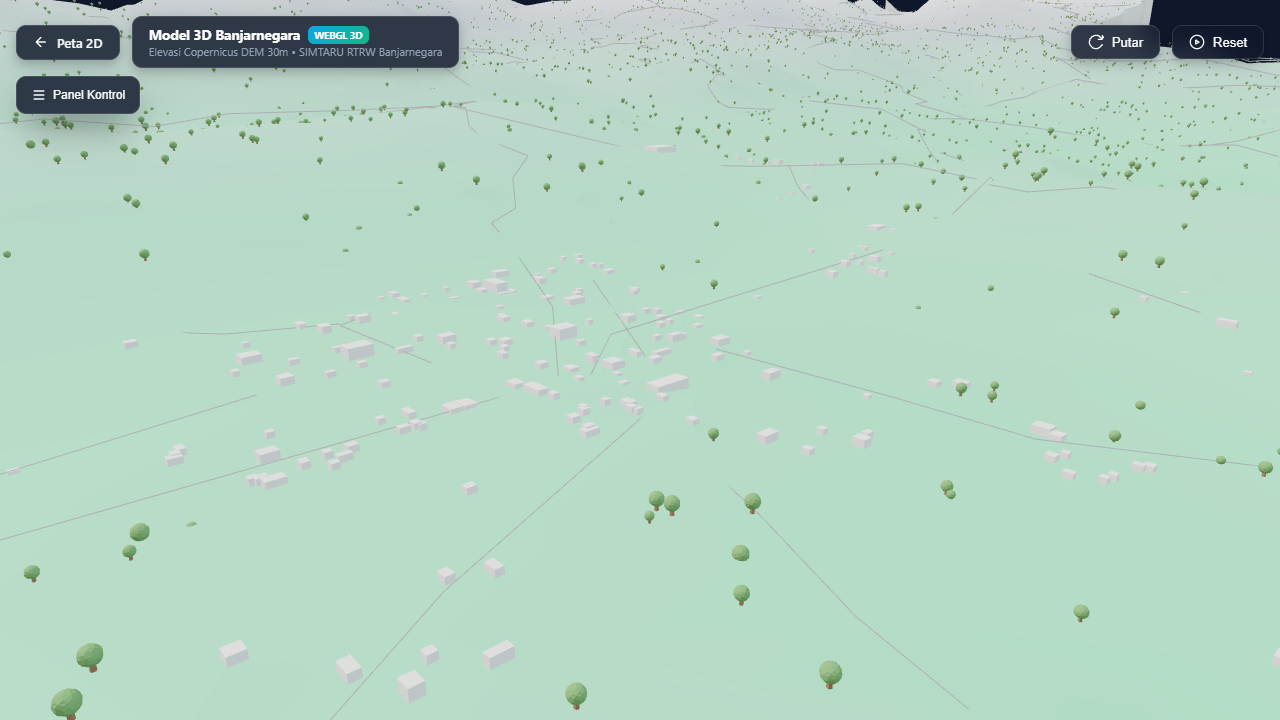 Peta 2D
Model 3D Banjarnegara WEBGL 3D
Elevasi Copernicus DEM 30m • SIMTARU RTRW Banjarnegara
Putar
Reset
Panel Kontrol